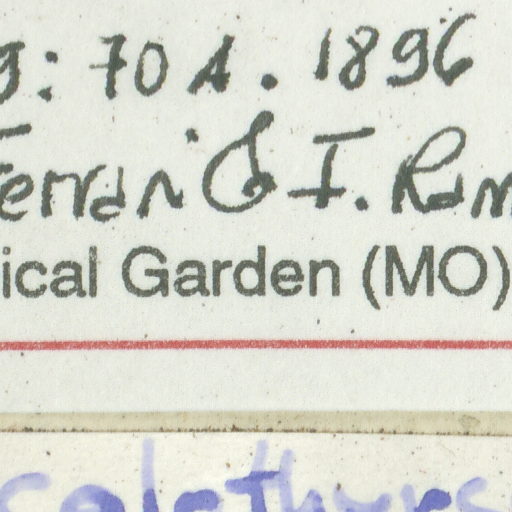 g: 70 A. 1896
Ferran & I. Ram
ical Garden (MO)